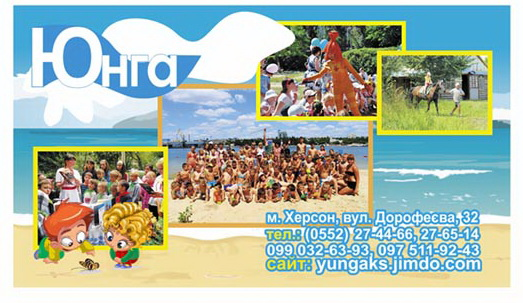 Юнга
м. Херсон, вул. Дорофеєва, 32
тел.: (0552) 27-44-66, 27-65-14
099 032-63-93, 097 511-92-43
сайт: yungaks.jimdo.com